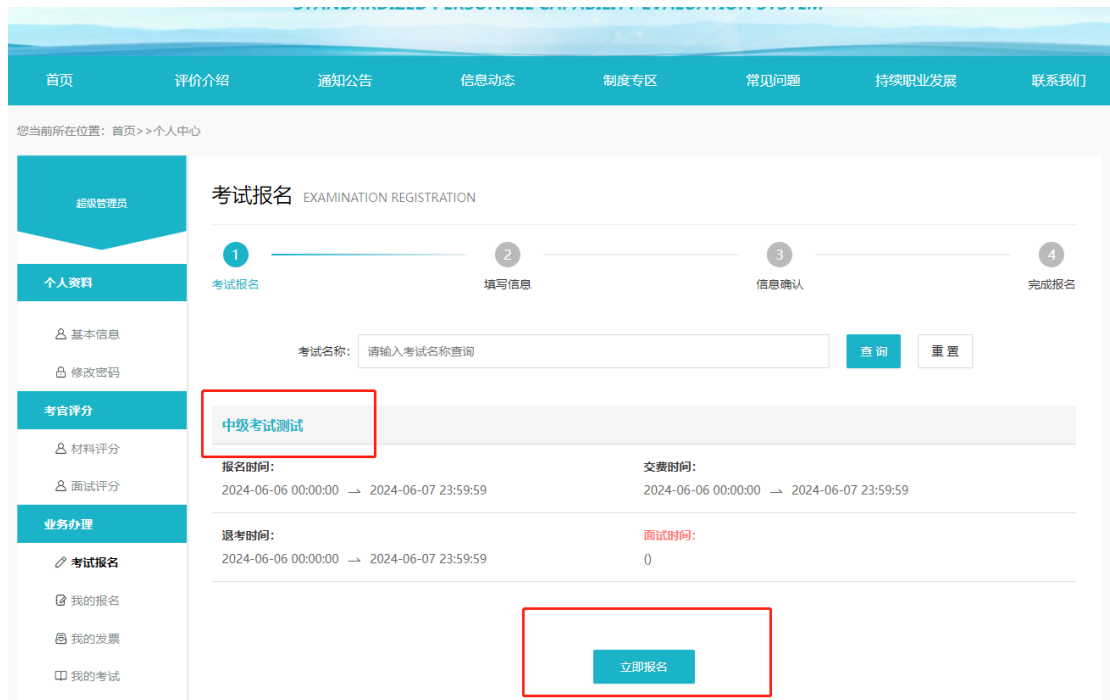 STANDARDIZED PERSONNEL CAPABILITY EVALUATION SYSTEM
首页 评价介绍 通知公告 信息动态 制度专区 常见问题 持续职业发展 联系我们
您当前所在位置：首页>>个人中心
超级管理员
考试报名 EXAMINATION REGISTRATION
1 2 3 4
考试报名 填写信息 信息确认 完成报名
个人资料
基本信息
修改密码
考试名称： 请输入考试名称查询 查询 重置
考官评分
材料评分
面试评分
中级考试测试
报名时间： 交费时间：
2024-06-06 00:00:00 → 2024-06-07 23:59:59 2024-06-06 00:00:00 → 2024-06-07 23:59:59
退考时间： 面试时间：
2024-06-06 00:00:00 → 2024-06-07 23:59:59 ()
业务办理
考试报名
我的报名
我的发票
我的考试
立即报名